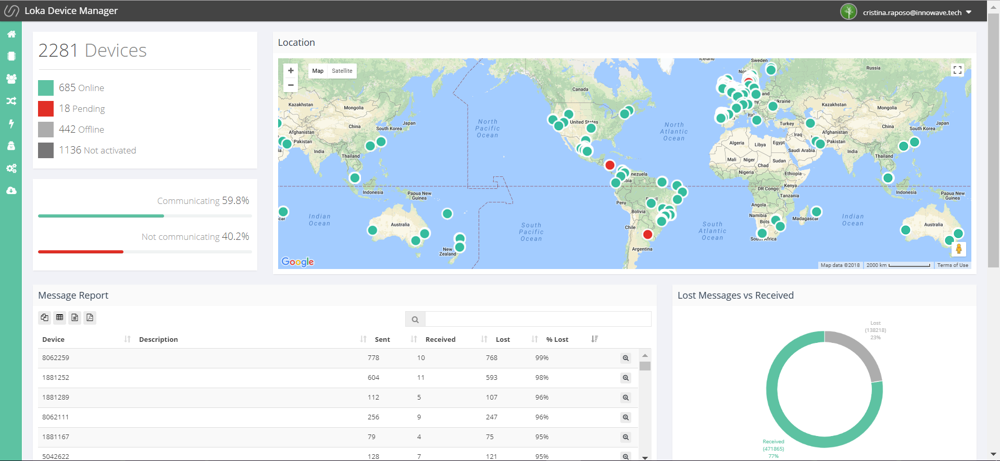 Loka Device Manager
cristina.raposo@innowave.tech
2281 Devices
685 Online
18 Pending
442 Offline
1136 Not activated
Communicating 59.8%
Not communicating 40.2%
Location
+
−
Map Satellite
Iceland
Sweden
Russia
Canada
Kazakhstan
Mongolia
China
South Korea
Japan
Afghanistan
Pakistan
India
Thailand
Indonesia
Papua New
Guinea
Indian
Ocean
Australia
New
Zealand
North
Pacific
Ocean
South
Pacific
Ocean
United States
North
Atlantic
Ocean
nezuela
bia
Peru
Bolivia
Chile
Argentina
South
Atlantic
Ocean
Nor
and
Ukraine
Ital
Turkey
Iraq
Algeria
Libya
Egypt
Saudi Arabia
Mali
Niger
Chad
Sudan
Nigeria
Ethiopia
DR Congo
Kenya
Tanzania
Angola
Namibia
Bots
Madagascar
South Africa
Kazakhstan
Mongolia
China
South Korea
Japan
Afghanistan
Pakistan
India
Thailand
Indonesia
Papua New
Guinea
Indian
Ocean
Australia
Google
Map data ©2018 2000 km Terms of Use
Message Report
Device Description Sent Received Lost % Lost
8062259 778 10 768 99%
1881252 604 11 593 98%
1881289 112 5 107 96%
8062111 256 9 247 96%
1881167 79 4 75 95%
5042622 128 7 121 95%
Lost Messages vs Received
Lost
(138218)
23%
Received
(471865)
77%